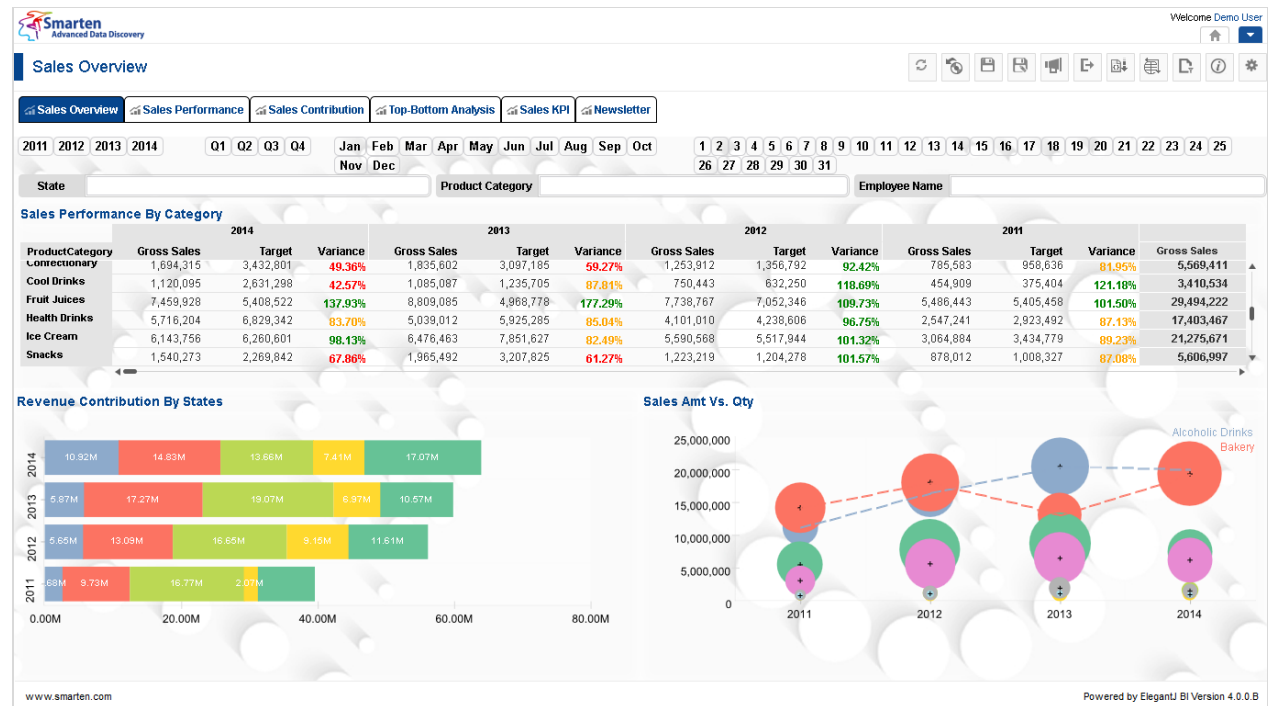 Smarten
Advanced Data Discovery
Welcome Demo User
Sales Overview
Sales Overview Sales Performance Sales Contribution Top-Bottom Analysis Sales KPI Newsletter
2011 2012 2013 2014 Q1 Q2 Q3 Q4 Jan Feb Mar Apr May Jun Jul Aug Sep Oct 1 2 3 4 5 6 7 8 9 10 11 12 13 14 15 16 17 18 19 20 21 22 23 24 25
Nov Dec 26 27 28 29 30 31
State Product Category Employee Name
Sales Performance By Category
2014 2013 2012 2011
ProductCategory Gross Sales Target Variance Gross Sales Target Variance Gross Sales Target Variance Gross Sales Target Variance Gross Sales
Confectionary 1,694,315 3,432,801 49.36% 1,835,602 3,097,185 59.27% 1,253,912 1,356,792 92.42% 785,583 958,636 81.95% 5,569,411
Cool Drinks 1,120,095 2,631,298 42.57% 1,085,087 1,235,705 87.81% 750,443 632,250 118.69% 454,909 375,404 121.18% 3,410,534
Fruit Juices 7,459,928 5,408,522 137.93% 8,809,085 4,968,778 177.29% 7,738,767 7,052,346 109.73% 5,486,443 5,405,458 101.50% 29,494,222
Health Drinks 5,716,204 6,829,342 83.70% 5,039,012 5,925,285 85.04% 4,101,010 4,238,606 96.75% 2,547,241 2,923,492 87.13% 17,403,467
Ice Cream 6,143,756 6,260,601 98.13% 6,476,463 7,851,627 82.49% 5,590,568 5,517,944 101.32% 3,064,884 3,434,779 89.23% 21,275,671
Snacks 1,540,273 2,269,842 67.86% 1,965,492 3,207,825 61.27% 1,223,219 1,204,278 101.57% 878,012 1,008,327 87.08% 5,606,997
Revenue Contribution By States
2014 10.92M 14.83M 13.66M 7.41M 17.07M
2013 5.87M 17.27M 19.07M 6.97M 10.57M
2012 5.65M 13.09M 16.65M 9.15M 11.61M
2011 .68M 9.73M 16.77M 2.07M
0.00M 20.00M 40.00M 60.00M 80.00M
Sales Amt Vs. Qty
Alcoholic Drinks
Bakery
25,000,000
20,000,000
15,000,000
10,000,000
5,000,000
0
2011 2012 2013 2014
www.smarten.com
Powered by ElegantJ BI Version 4.0.0.B